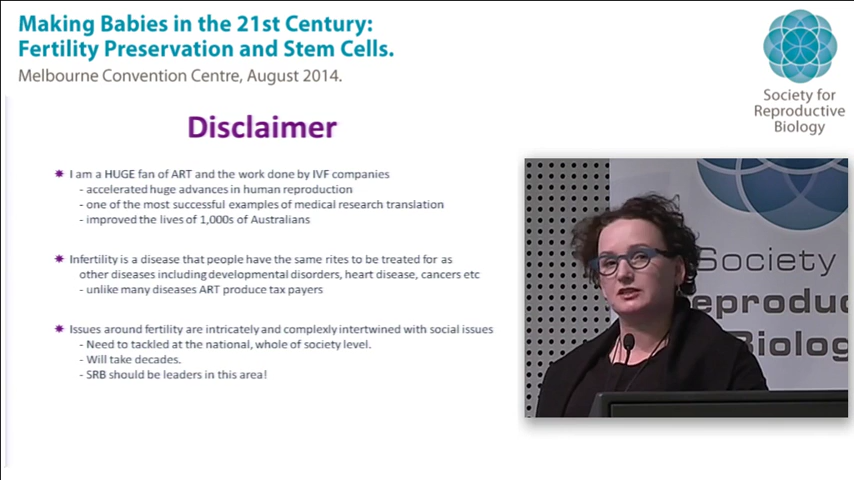 Making Babies in the 21st Century:
Fertility Preservation and Stem Cells.
Melbourne Convention Centre, August 2014.
Society for
Reproductive
Biology
Disclaimer
I am a HUGE fan of ART and the work done by IVF companies
- accelerated huge advances in human reproduction
- one of the most successful examples of medical research translation
- improved the lives of 1,000s of Australians
Infertility is a disease that people have the same rites to be treated for as
other diseases including developmental disorders, heart disease, cancers etc
- unlike many diseases ART produce tax payers
Issues around fertility are intricately and complexly intertwined with social issues
- Need to tackled at the national, whole of society level.
- Will take decades.
- SRB should be leaders in this area!
Society
eproduc
Biolog